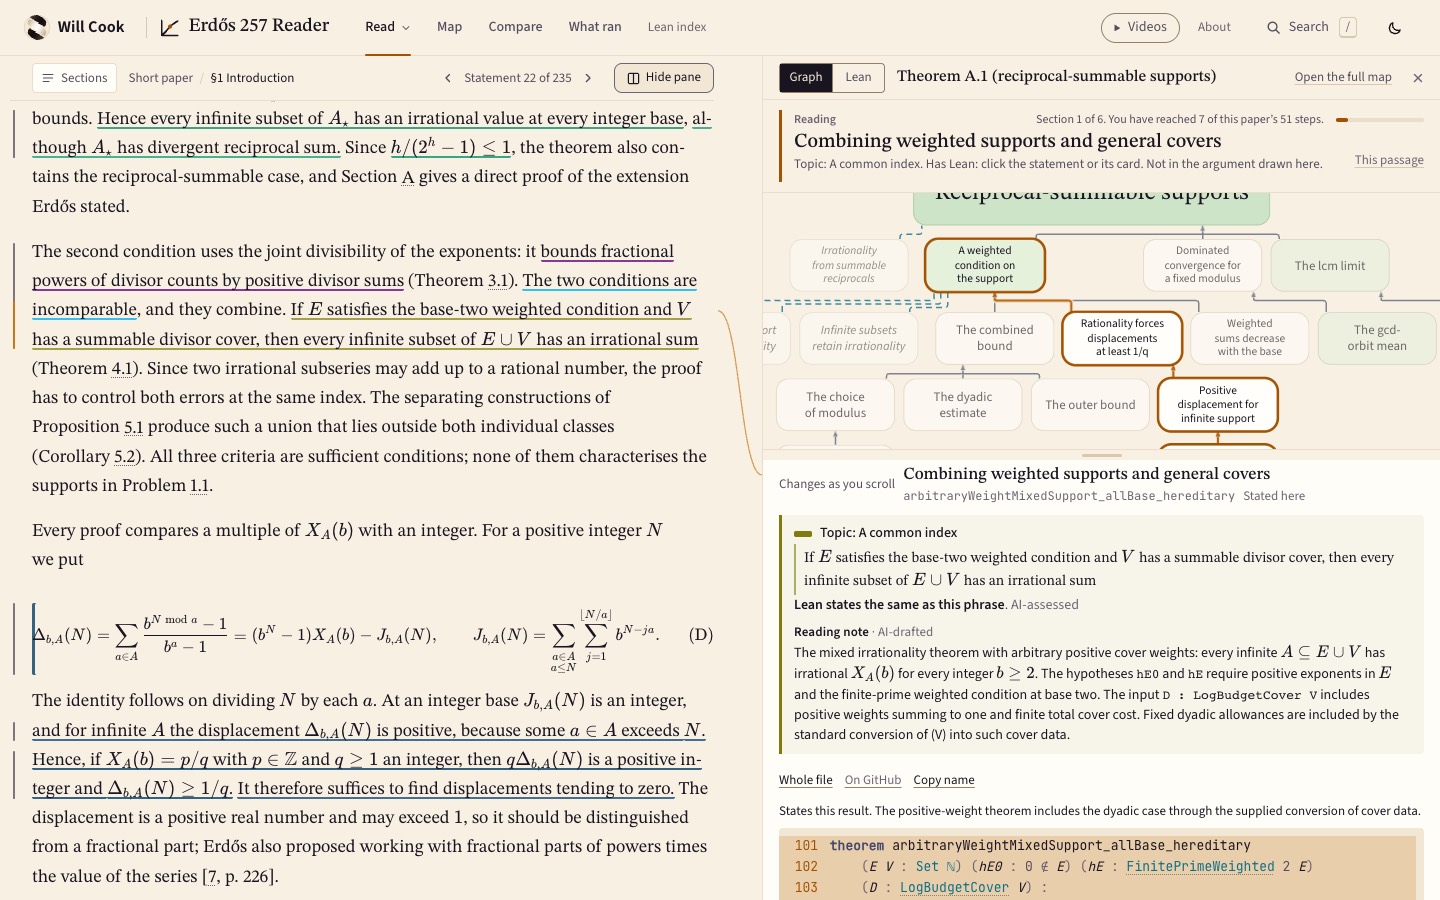 Will Cook
Erdős 257 Reader
Read
Map
Compare
What ran
Lean index
Videos
About
Search /
Sections
Short paper / §1 Introduction
Statement 22 of 235
Hide pane
bounds. Hence every infinite subset of A⋆ has an irrational value at every integer base, al-
though A⋆ has divergent reciprocal sum. Since h/(2^h − 1) ≤ 1, the theorem also con-
tains the reciprocal-summable case, and Section A gives a direct proof of the extension
Erdős stated.
The second condition uses the joint divisibility of the exponents: it bounds fractional
powers of divisor counts by positive divisor sums (Theorem 3.1). The two conditions are
incomparable, and they combine. If E satisfies the base-two weighted condition and V
has a summable divisor cover, then every infinite subset of E ∪ V has an irrational sum
(Theorem 4.1). Since two irrational subseries may add up to a rational number, the proof
has to control both errors at the same index. The separating constructions of
Proposition 5.1 produce such a union that lies outside both individual classes
(Corollary 5.2). All three criteria are sufficient conditions; none of them characterises the
supports in Problem 1.1.
Every proof compares a multiple of X_A(b) with an integer. For a positive integer N
we put
Δ_{b,A}(N) = ∑_{a∈A} (b^{N mod a} − 1)/(b^a − 1) = (b^N − 1)X_A(b) − J_{b,A}(N), J_{b,A}(N) = ∑_{a∈A, a≤N} ∑_{j=1}^{⌊N/a⌋} b^{N−ja}. (D)
The identity follows on dividing N by each a. At an integer base J_{b,A}(N) is an integer,
and for infinite A the displacement Δ_{b,A}(N) is positive, because some a ∈ A exceeds N.
Hence, if X_A(b) = p/q with p ∈ ℤ and q ≥ 1 an integer, then qΔ_{b,A}(N) is a positive in-
teger and Δ_{b,A}(N) ≥ 1/q. It therefore suffices to find displacements tending to zero. The
displacement is a positive real number and may exceed 1, so it should be distinguished
from a fractional part; Erdős also proposed working with fractional parts of powers times
the value of the series [7, p. 226].
Graph
Lean
Theorem A.1 (reciprocal-summable supports)
Open the full map
Reading
Section 1 of 6. You have reached 7 of this paper's 51 steps.
Combining weighted supports and general covers
Topic: A common index. Has Lean: click the statement or its card. Not in the argument drawn here.
This passage
Reciprocal-summable supports
Irrationality
from summable
reciprocals
A weighted
condition on
the support
Dominated
convergence for
a fixed modulus
The lcm limit
Infinite subsets
retain irrationality
The combined
bound
Rationality forces
displacements
at least 1/q
Weighted
sums decrease
with the base
The gcd-
orbit mean
The choice
of modulus
The dyadic
estimate
The outer bound
Positive
displacement for
infinite support
Changes as you scroll
Combining weighted supports and general covers
arbitraryWeightMixedSupport_allBase_hereditary Stated here
Topic: A common index
If E satisfies the base-two weighted condition and V has a summable divisor cover, then every
infinite subset of E ∪ V has an irrational sum
Lean states the same as this phrase. AI-assessed
Reading note · AI-drafted
The mixed irrationality theorem with arbitrary positive cover weights: every infinite A ⊆ E ∪ V has
irrational X_A(b) for every integer b ≥ 2. The hypotheses hE0 and hE require positive exponents in E
and the finite-prime weighted condition at base two. The input D : LogBudgetCover V includes
positive weights summing to one and finite total cover cost. Fixed dyadic allowances are included by the
standard conversion of (V) into such cover data.
Whole file
On GitHub
Copy name
States this result. The positive-weight theorem includes the dyadic case through the supplied conversion of cover data.
101 theorem arbitraryWeightMixedSupport_allBase_hereditary
102 (E V : Set ℕ) (hE0 : 0 ∉ E) (hE : FinitePrimeWeighted 2 E)
103 (D : LogBudgetCover V) :